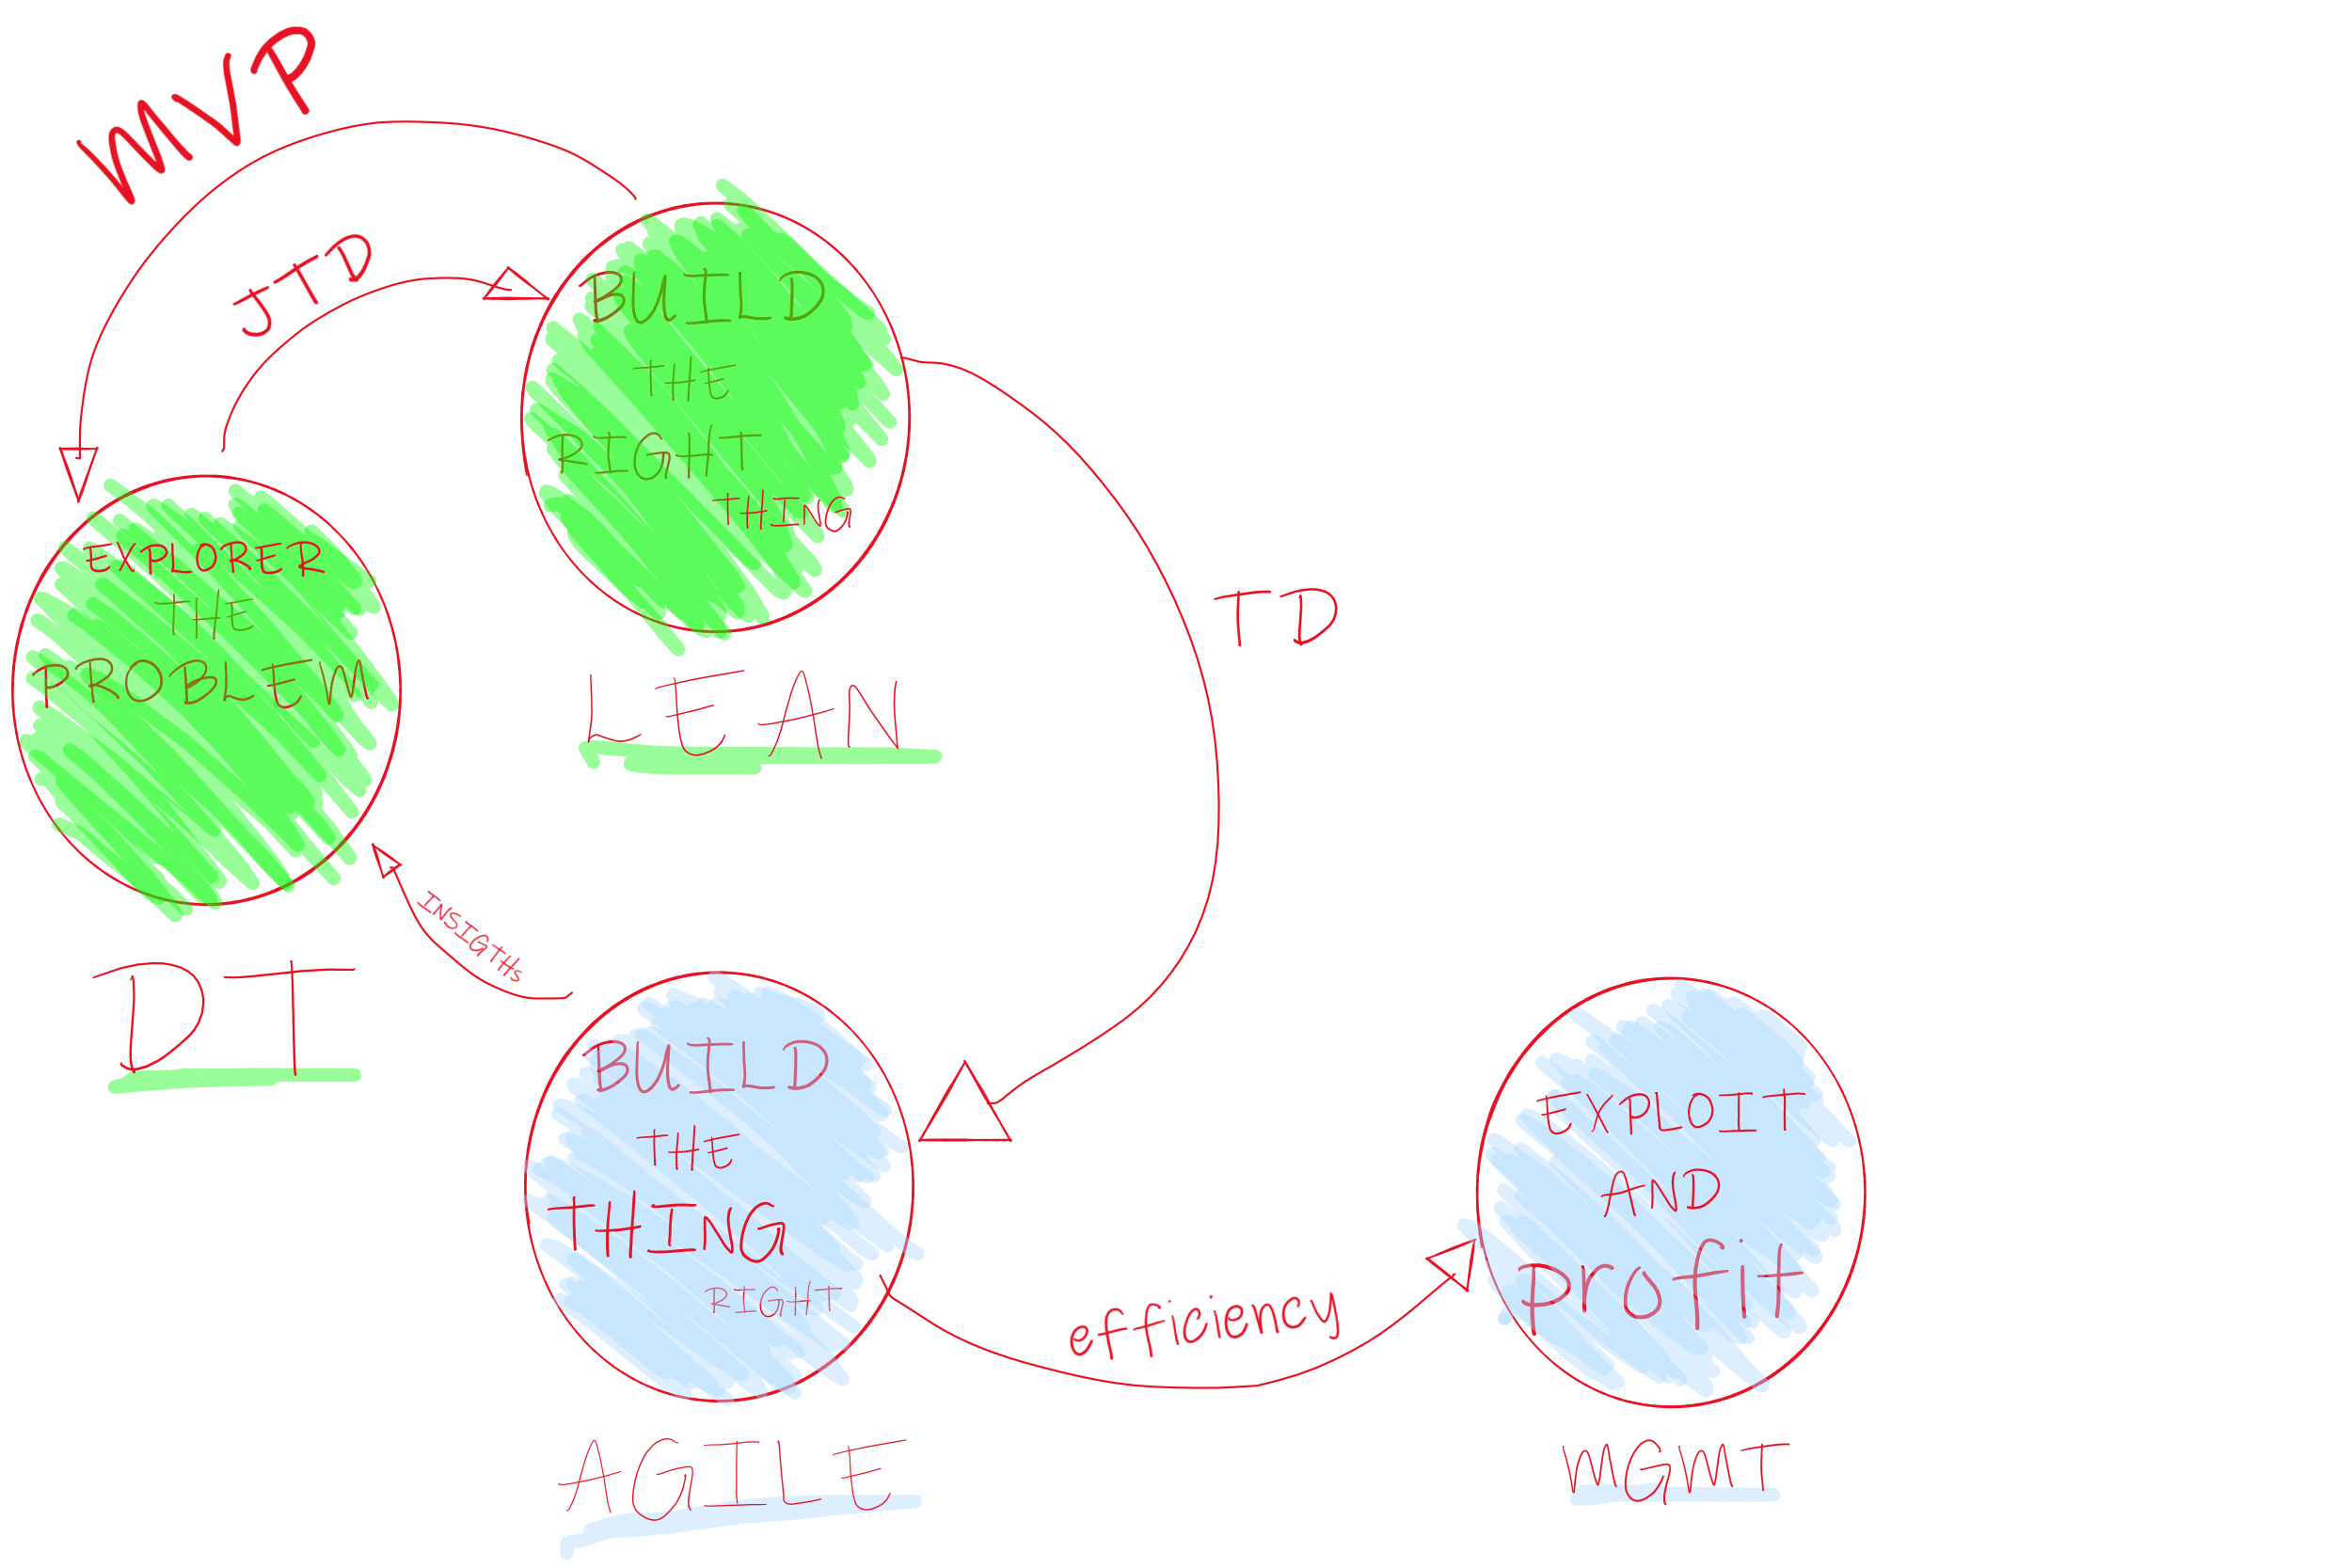 MVP
JTD
BUILD
THE
RIGHT
THING
LEAN
EXPLORER
THE
PROBLEM
DT
TD
INSIGTHS
BUILD
THE
THING
RIGHT
AGILE
efficiency
EXPLOIT
AND
profit
MGMT